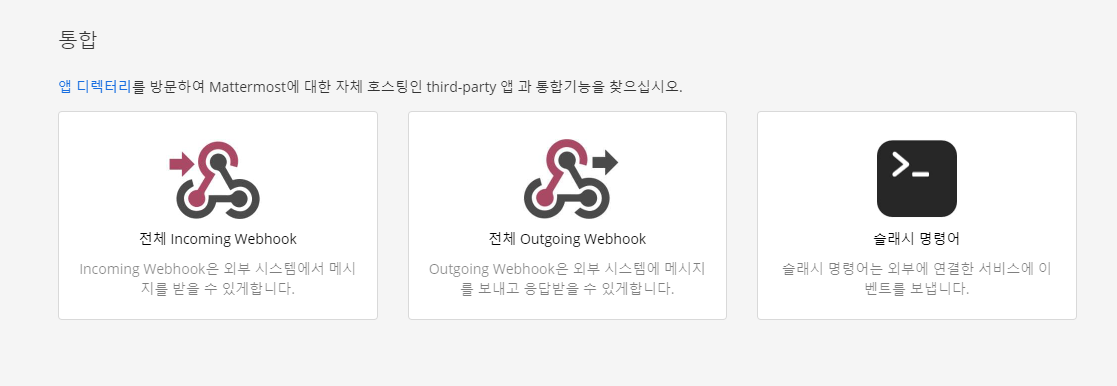 통합
앱 디렉터리를 방문하여 Mattermost에 대한 자체 호스팅인 third-party 앱 과 통합기능을 찾으십시오.
전체 Incoming Webhook
Incoming Webhook은 외부 시스템에서 메시
지를 받을 수 있게합니다.
전체 Outgoing Webhook
Outgoing Webhook은 외부 시스템에 메시지
를 보내고 응답받을 수 있게합니다.
슬래시 명령어
슬래시 명령어는 외부에 연결한 서비스에 이
벤트를 보냅니다.